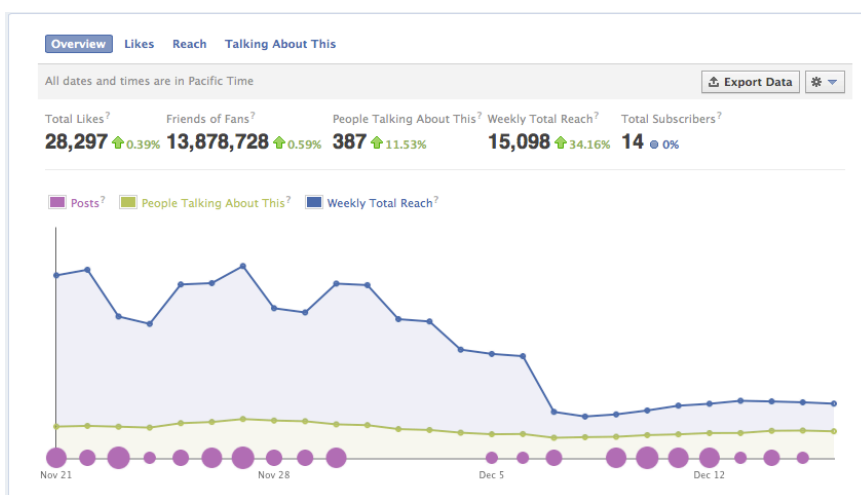 Overview Likes Reach Talking About This
All dates and times are in Pacific Time Export Data
Total Likes? Friends of Fans? People Talking About This? Weekly Total Reach? Total Subscribers?
28,297 0.39% 13,878,728 0.59% 387 11.53% 15,098 34.16% 14 0%
Posts? People Talking About This? Weekly Total Reach?
Nov 21 Nov 28 Dec 5 Dec 12